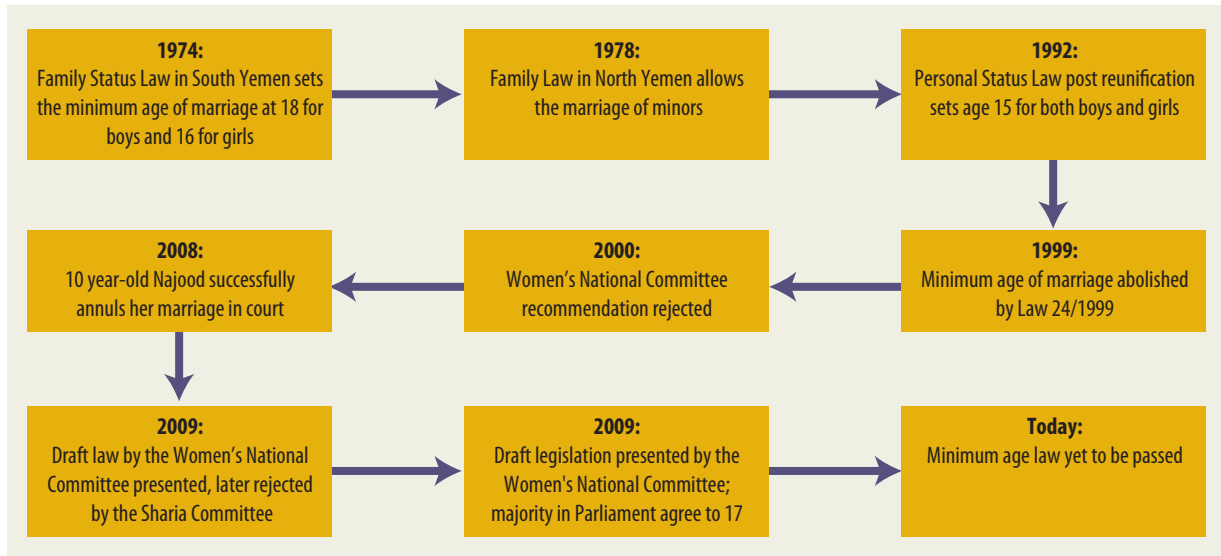 1974:
Family Status Law in South Yemen sets
the minimum age of marriage at 18 for
boys and 16 for girls
1978:
Family Law in North Yemen allows
the marriage of minors
1992:
Personal Status Law post reunification
sets age 15 for both boys and girls
1999:
Minimum age of marriage abolished
by Law 24/1999
2000:
Women’s National Committee
recommendation rejected
2008:
10 year-old Najood successfully
annuls her marriage in court
2009:
Draft law by the Women’s National
Committee presented, later rejected
by the Sharia Committee
2009:
Draft legislation presented by the
Women's National Committee;
majority in Parliament agree to 17
Today:
Minimum age law yet to be passed